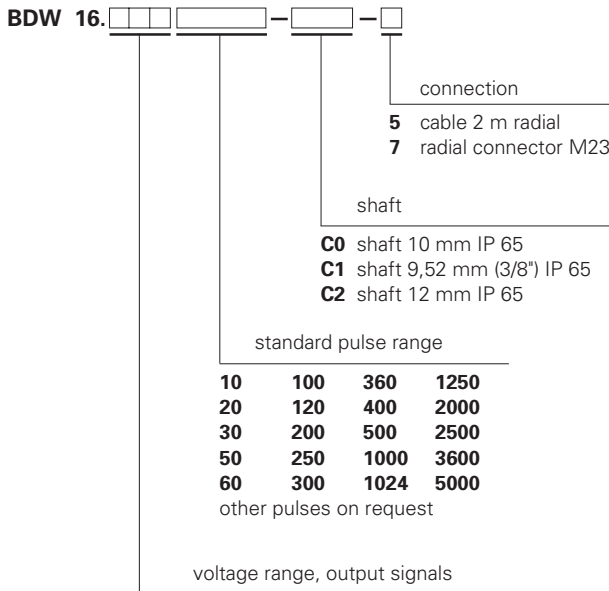 BDW 16. – –
connection
5 cable 2 m radial
7 radial connector M23
shaft
C0 shaft 10 mm IP 65
C1 shaft 9,52 mm (3/8") IP 65
C2 shaft 12 mm IP 65
standard pulse range
10 100 360 1250
20 120 400 2000
30 200 500 2500
50 250 1000 3600
60 300 1024 5000
other pulses on request
voltage range, output signals